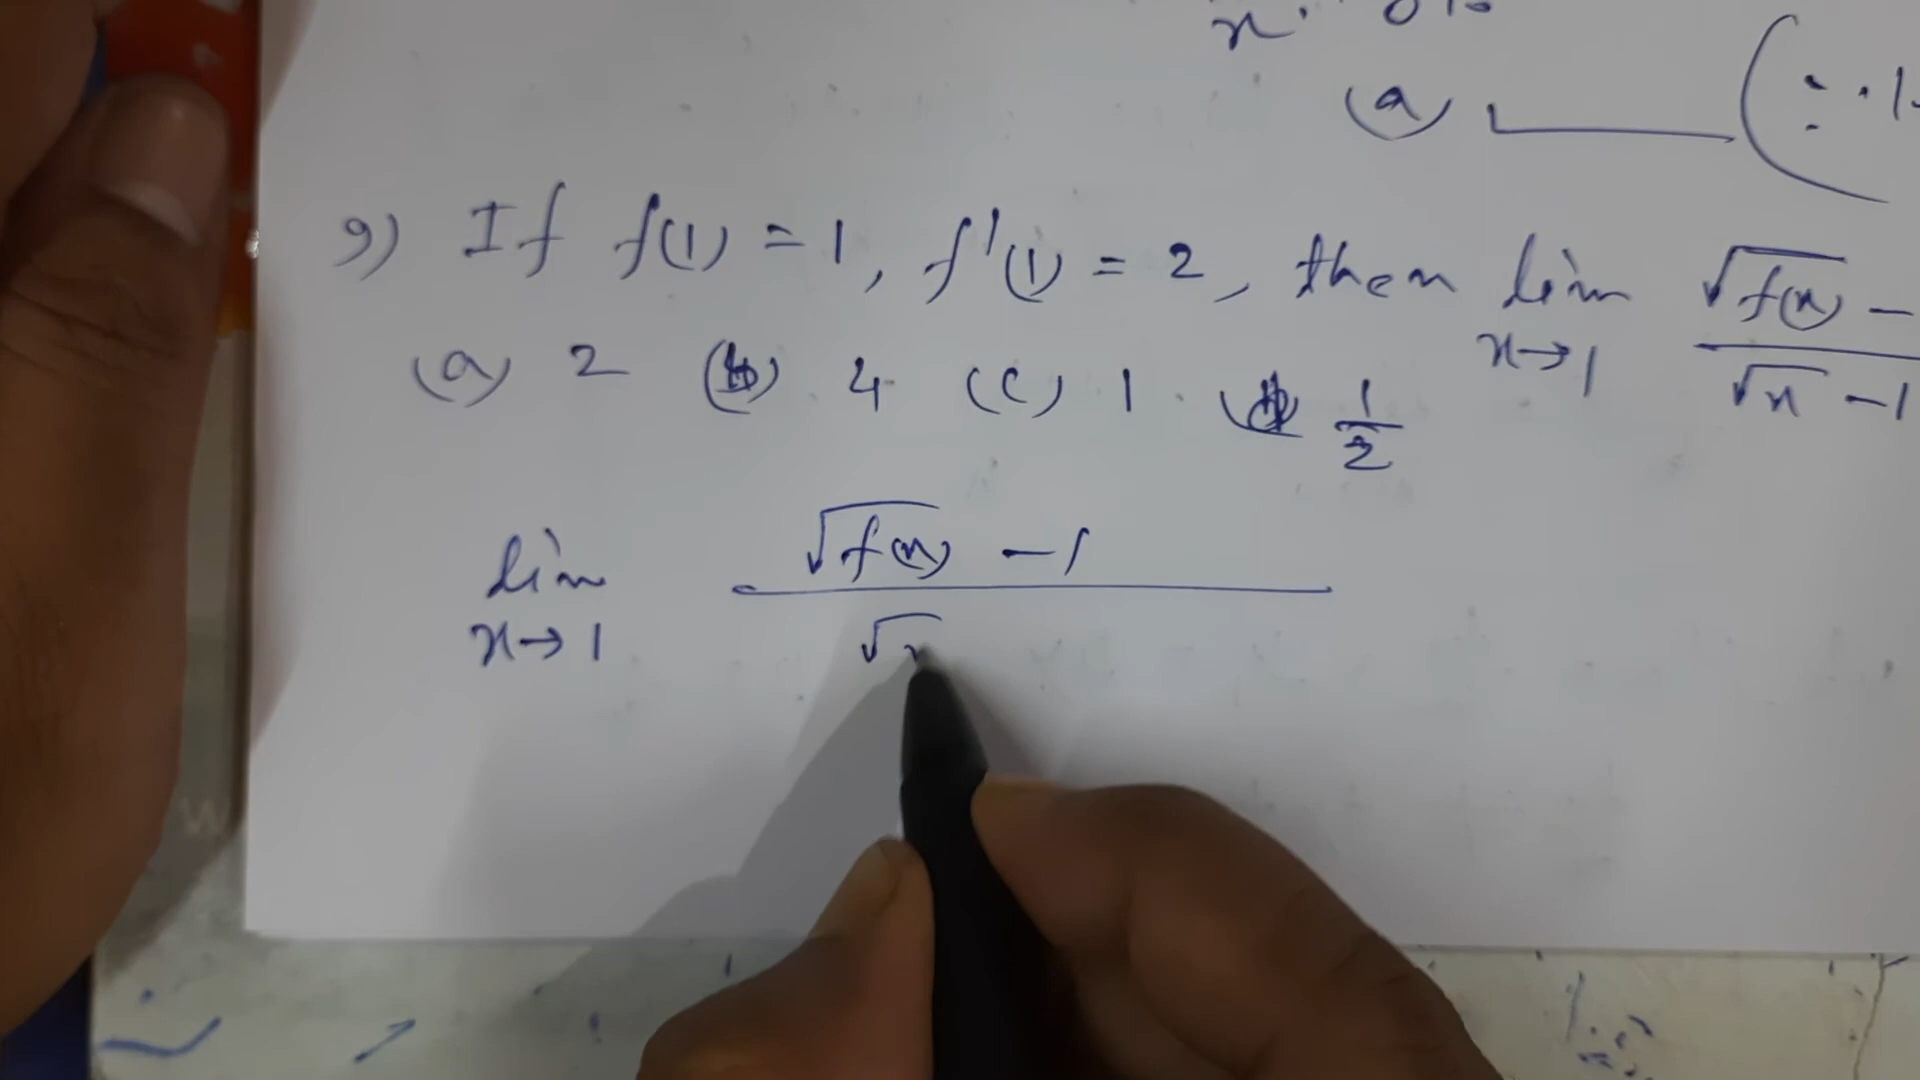 (a)
9) If f(1) = 1, f'(1) = 2, then lim x→1 √f(x) − / √x − 1
(a) 2 (b) 4 (c) 1 1/2
lim x→1 √f(x) − 1 / √x